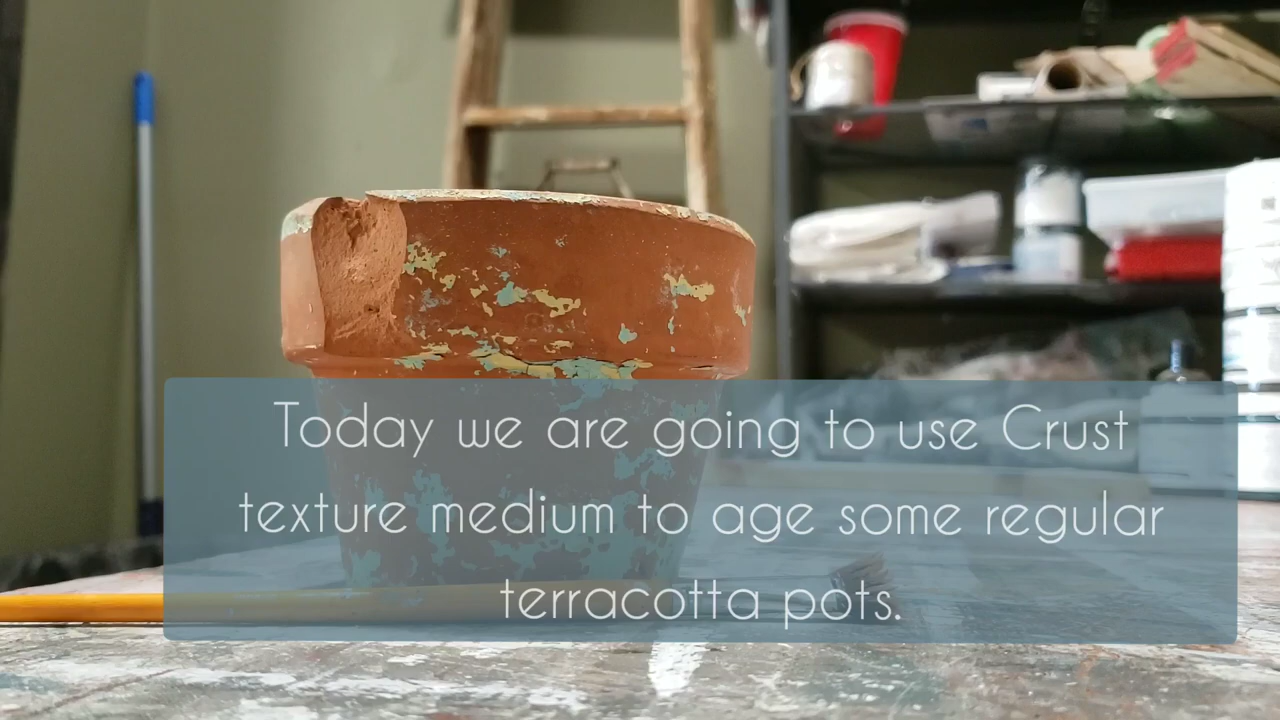 Today we are going to use Crust
texture medium to age some regular
terracotta pots.